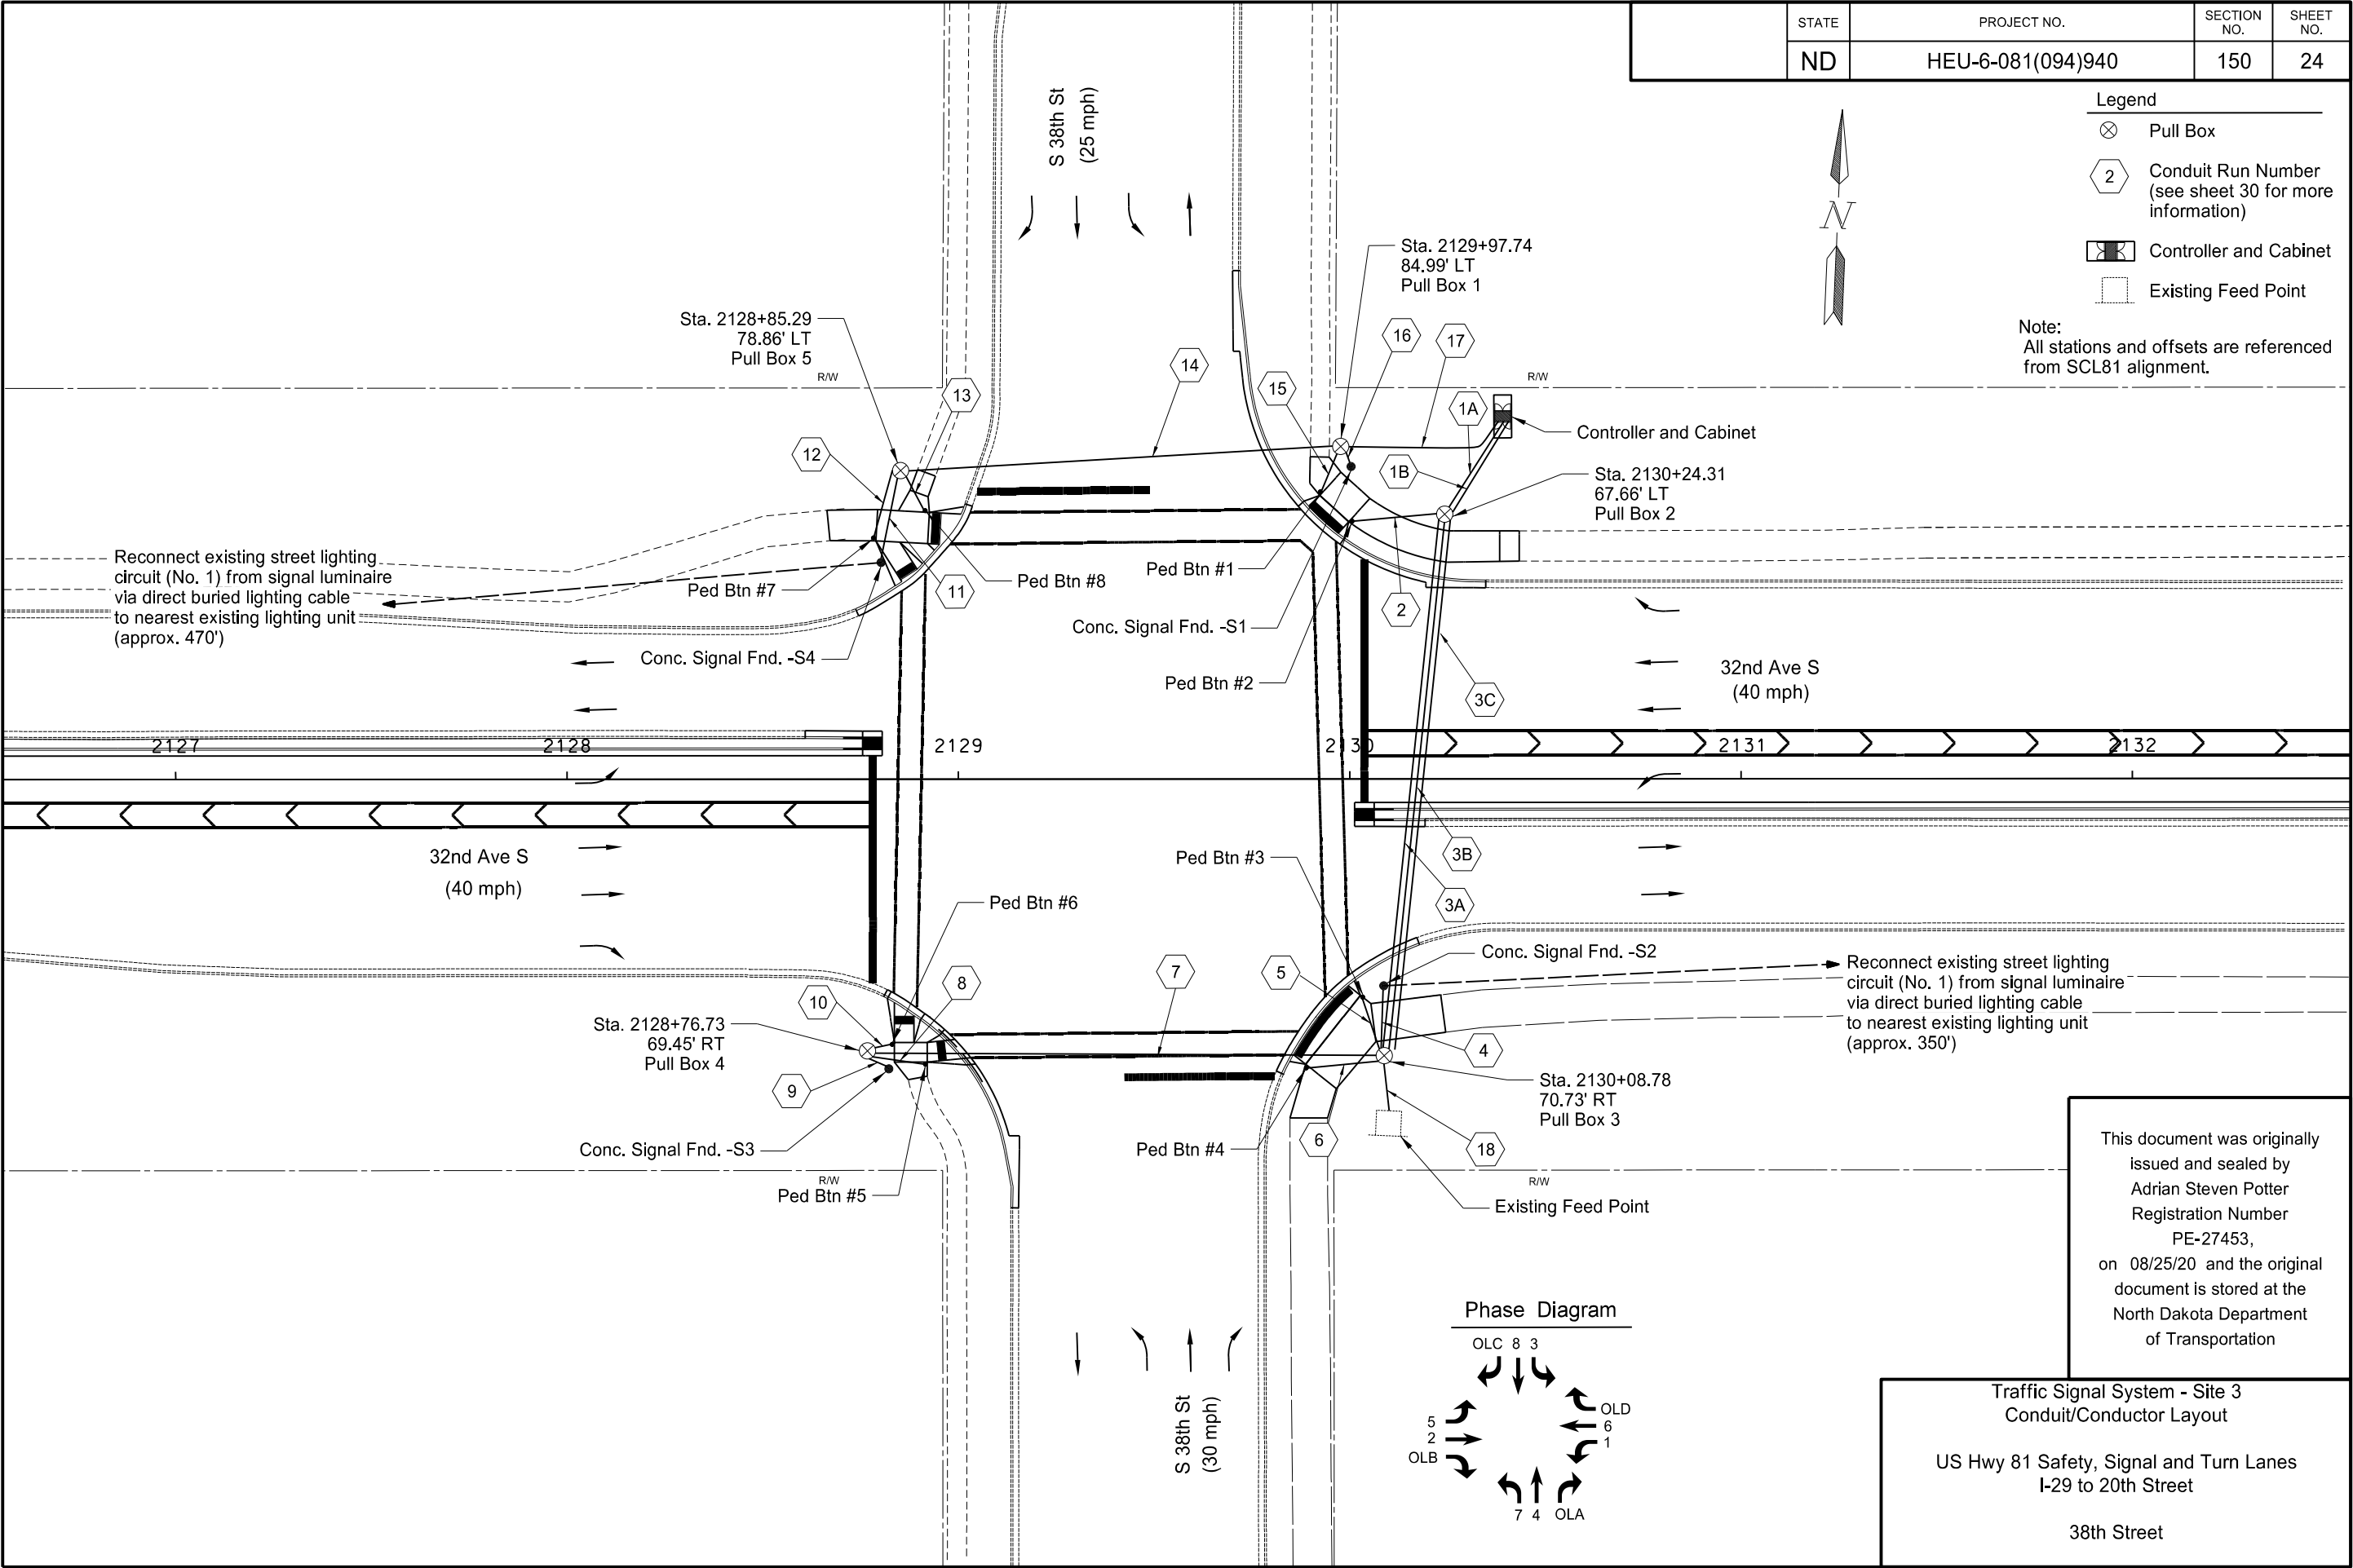 STATE
PROJECT NO.
SECTION
NO.
SHEET
NO.
ND
HEU-6-081(094)940
150
24
Legend
Pull Box
2
Conduit Run Number
(see sheet 30 for more
information)
Controller and Cabinet
Existing Feed Point
Note:
All stations and offsets are referenced
from SCL81 alignment.
N
S 38th St
(25 mph)
Sta. 2129+97.74
84.99' LT
Pull Box 1
Sta. 2128+85.29
78.86' LT
Pull Box 5
R/W
R/W
16
17
14
15
13
1A
12
1B
Controller and Cabinet
Sta. 2130+24.31
67.66' LT
Pull Box 2
Reconnect existing street lighting
circuit (No. 1) from signal luminaire
via direct buried lighting cable
to nearest existing lighting unit
(approx. 470')
Ped Btn #7
11
Ped Btn #8
Ped Btn #1
2
Conc. Signal Fnd. -S1
Conc. Signal Fnd. -S4
Ped Btn #2
3C
32nd Ave S
(40 mph)
2127
2128
2129
2130
2131
2132
32nd Ave S
(40 mph)
Ped Btn #3
3B
3A
Ped Btn #6
Conc. Signal Fnd. -S2
Reconnect existing street lighting
circuit (No. 1) from signal luminaire
via direct buried lighting cable
to nearest existing lighting unit
(approx. 350')
7
5
8
10
Sta. 2128+76.73
69.45' RT
Pull Box 4
9
4
Sta. 2130+08.78
70.73' RT
Pull Box 3
Conc. Signal Fnd. -S3
Ped Btn #4
6
18
R/W
Ped Btn #5
R/W
Existing Feed Point
S 38th St
(30 mph)
Phase Diagram
OLC 8 3
5
2
OLB
OLD
6
1
7 4 OLA
This document was originally
issued and sealed by
Adrian Steven Potter
Registration Number
PE-27453,
on 08/25/20 and the original
document is stored at the
North Dakota Department
of Transportation
Traffic Signal System - Site 3
Conduit/Conductor Layout
US Hwy 81 Safety, Signal and Turn Lanes
I-29 to 20th Street
38th Street